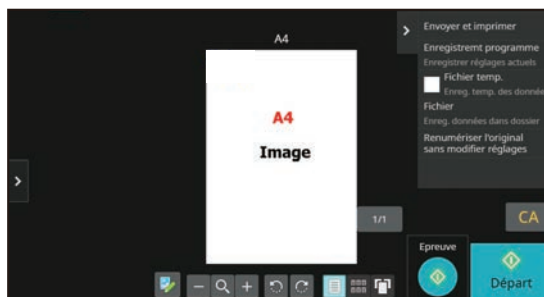 A4
A4
Image
Envoyer et imprimer
Enregistremt programme
Enregistrer réglages actuels
Fichier temp.
Enreg. temp. des donnée
Fichier
Enreg. données dans dossier
Renumériser l'original
sans modifier réglages
1/1
CA
Epreuve
Départ